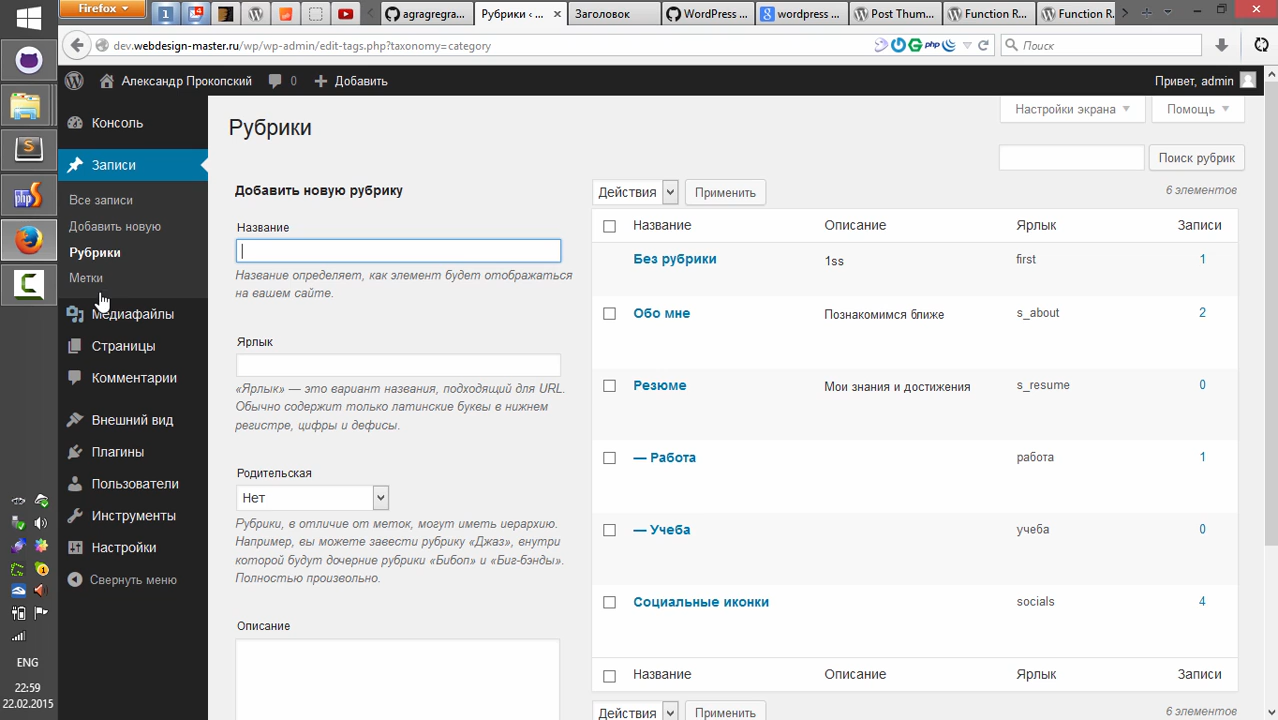 Firefox
1
agragregra...
Рубрики ‹ ...
Заголовок
WordPress ...
wordpress ...
Post Thum...
Function R...
Function R...
dev.webdesign-master.ru/wp/wp-admin/edit-tags.php?taxonomy=category
php
Поиск
Александр Прокопский
0
Добавить
Привет, admin
Консоль
Записи
Все записи
Добавить новую
Рубрики
Метки
Медиафайлы
Страницы
Комментарии
Внешний вид
Плагины
Пользователи
Инструменты
Настройки
Свернуть меню
Рубрики
Настройки экрана
Помощь
Поиск рубрик
Добавить новую рубрику
Название
Название определяет, как элемент будет отображаться
на вашем сайте.
Ярлык
«Ярлык» — это вариант названия, подходящий для URL.
Обычно содержит только латинские буквы в нижнем
регистре, цифры и дефисы.
Родительская
Нет
Рубрики, в отличие от меток, могут иметь иерархию.
Например, вы можете завести рубрику «Джаз», внутри
которой будут дочерние рубрики «Бибоп» и «Биг-бэнды».
Полностью произвольно.
Описание
Действия
Применить
6 элементов
Название Описание Ярлык Записи
Без рубрики 1ss first 1
Обо мне Познакомимся ближе s_about 2
Резюме Мои знания и достижения s_resume 0
— Работа работа 1
— Учеба учеба 0
Социальные иконки socials 4
Название Описание Ярлык Записи
Действия
Применить
6 элементов
ENG
22:59
22.02.2015